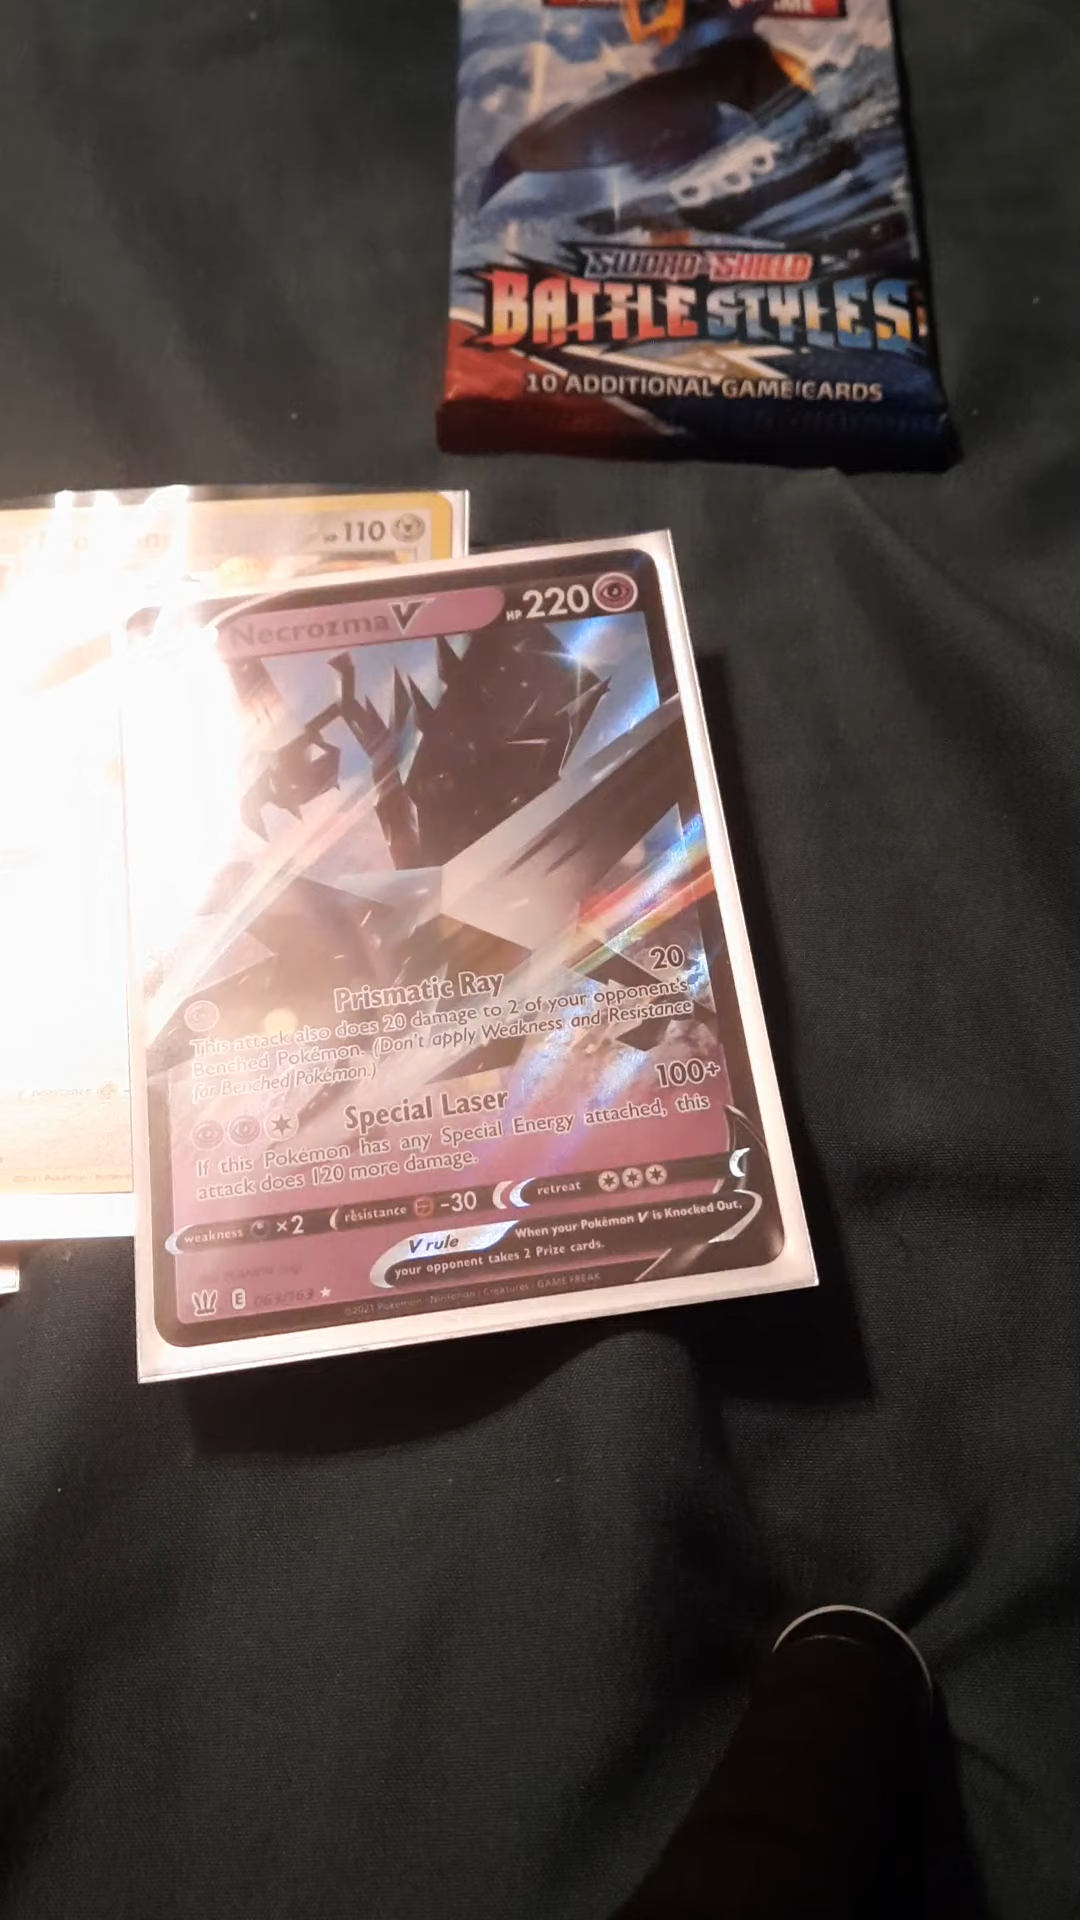 SWORD SHIELD
BATTLE STYLES
10 ADDITIONAL GAME CARDS
HP 110
Necrozma V
HP 220
Prismatic Ray 20
This attack also does 20 damage to 2 of your opponent's
Benched Pokémon. (Don't apply Weakness and Resistance
for Benched Pokémon.)
Special Laser 100+
If this Pokémon has any Special Energy attached, this
attack does 120 more damage.
weakness ×2 resistance -30 retreat
V rule When your Pokémon V is Knocked Out,
your opponent takes 2 Prize cards.
E 063/163
©2021 Pokémon / Nintendo / Creatures / GAME FREAK